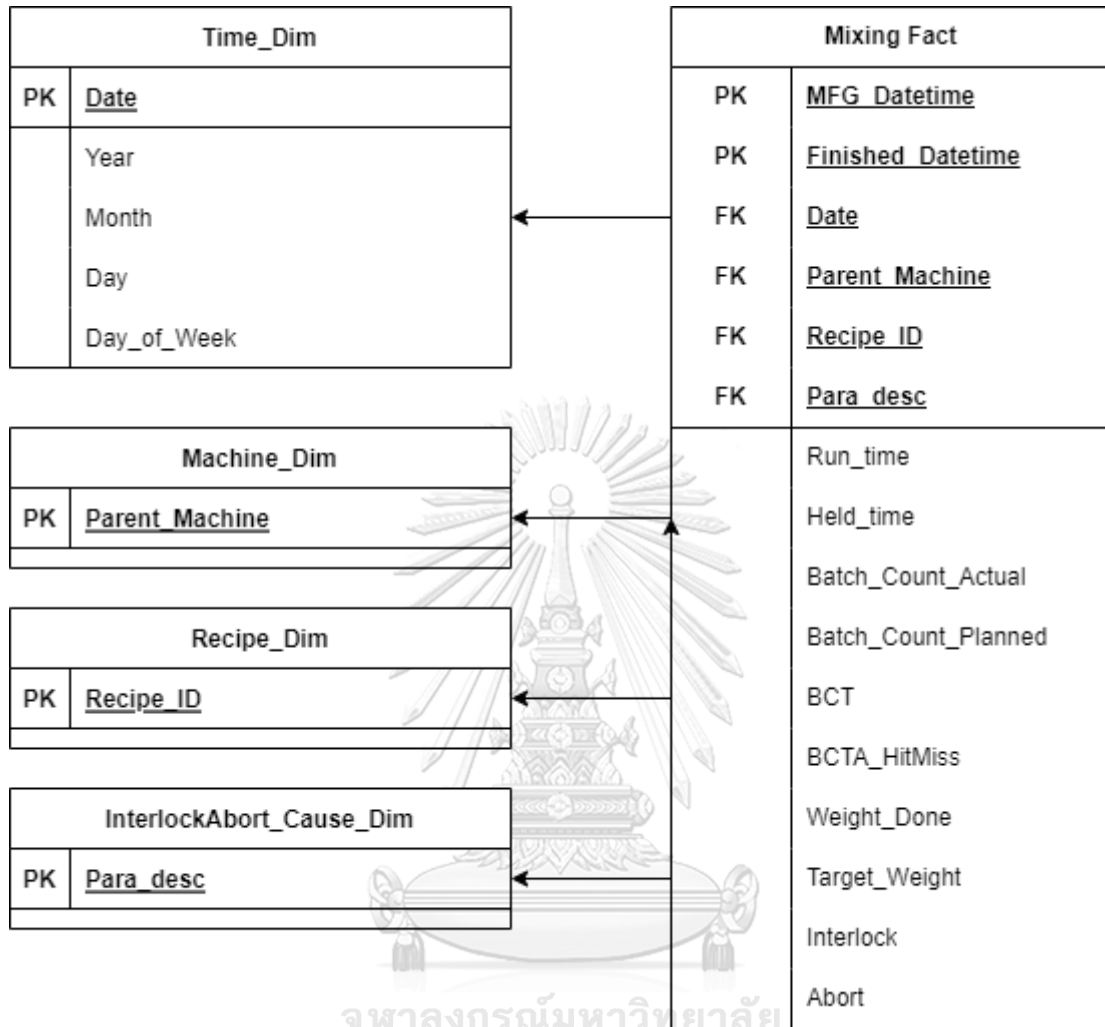 Time_Dim
PK Date
Year
Month
Day
Day_of_Week
Machine_Dim
PK Parent_Machine
Recipe_Dim
PK Recipe_ID
InterlockAbort_Cause_Dim
PK Para_desc
Mixing Fact
PK MFG_Datetime
PK Finished_Datetime
FK Date
FK Parent_Machine
FK Recipe_ID
FK Para_desc
Run_time
Held_time
Batch_Count_Actual
Batch_Count_Planned
BCT
BCTA_HitMiss
Weight_Done
Target_Weight
Interlock
Abort
จุฬาลงกรณ์มหาวิทยาลัย